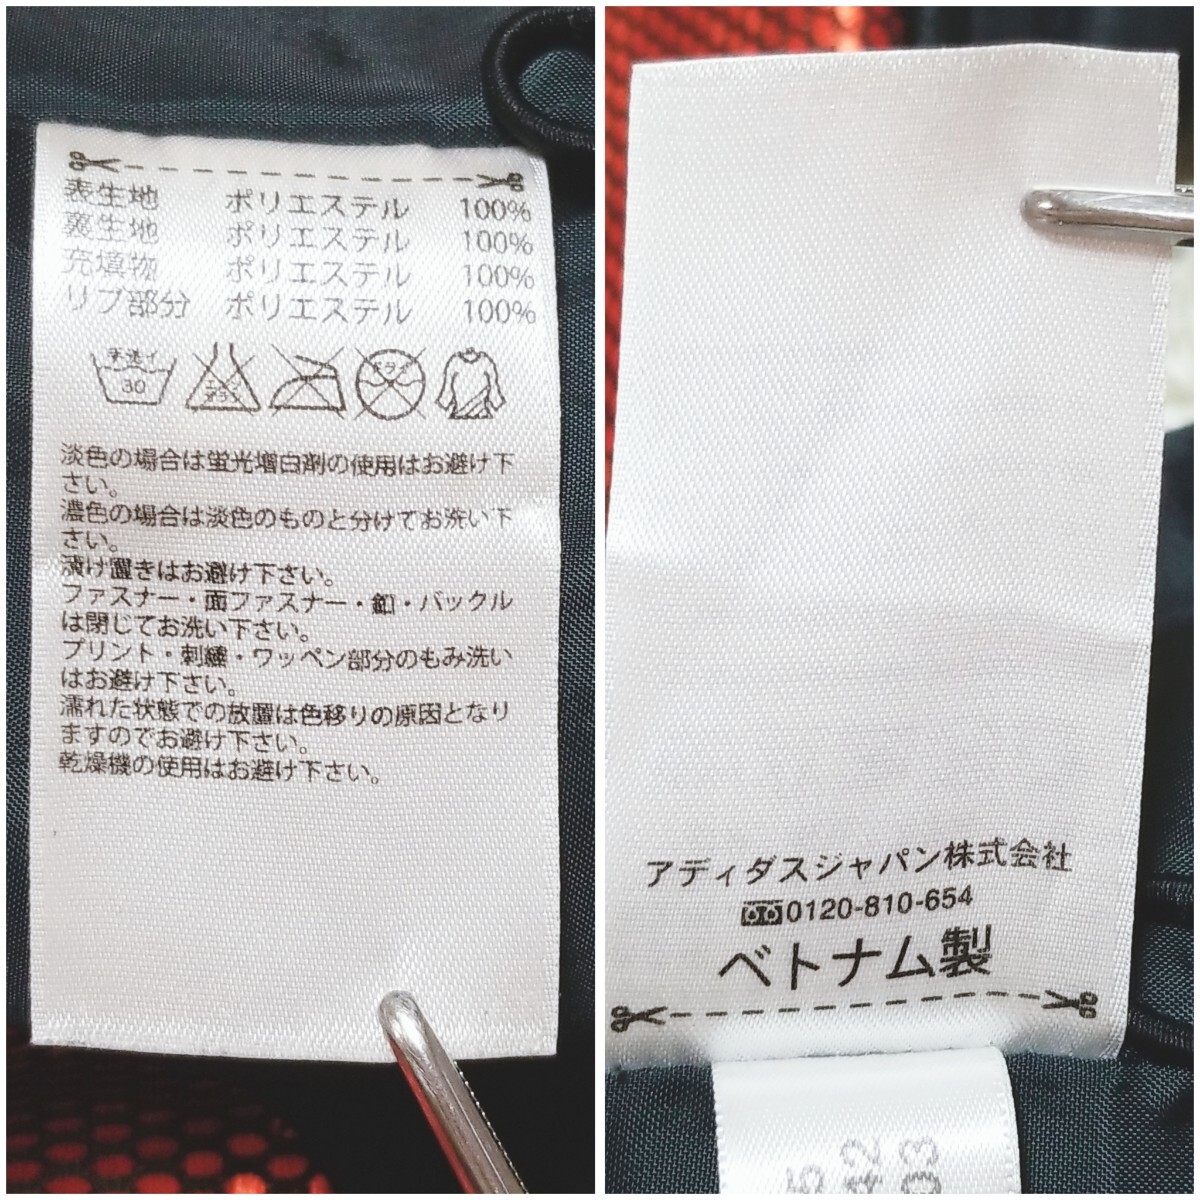 表生地 ポリエステル 100%
裏生地 ポリエステル 100%
充填物 ポリエステル 100%
リブ部分 ポリエステル 100%
手洗イ
30
エンソサラシ
ドライ
淡色の場合は蛍光増白剤の使用はお避け下
さい。
濃色の場合は淡色のものと分けてお洗い下
さい。
漬け置きはお避け下さい。
ファスナー・面ファスナー・釦・バックル
は閉じてお洗い下さい。
プリント・刺繍・ワッペン部分のもみ洗い
はお避け下さい。
濡れた状態での放置は色移りの原因となり
ますのでお避け下さい。
乾燥機の使用はお避け下さい。
アディダスジャパン株式会社
0120-810-654
ベトナム製